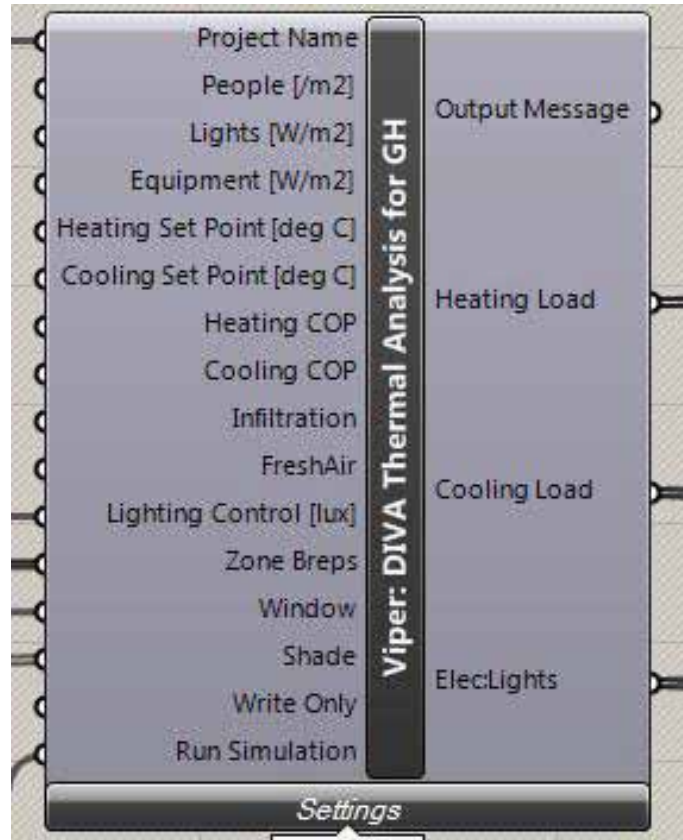 Project Name
People [/m2]
Lights [W/m2]
Equipment [W/m2]
Heating Set Point [deg C]
Cooling Set Point [deg C]
Heating COP
Cooling COP
Infiltration
FreshAir
Lighting Control [lux]
Zone Breps
Window
Shade
Write Only
Run Simulation
Viper: DIVA Thermal Analysis for GH
Output Message
Heating Load
Cooling Load
Elec:Lights
Settings